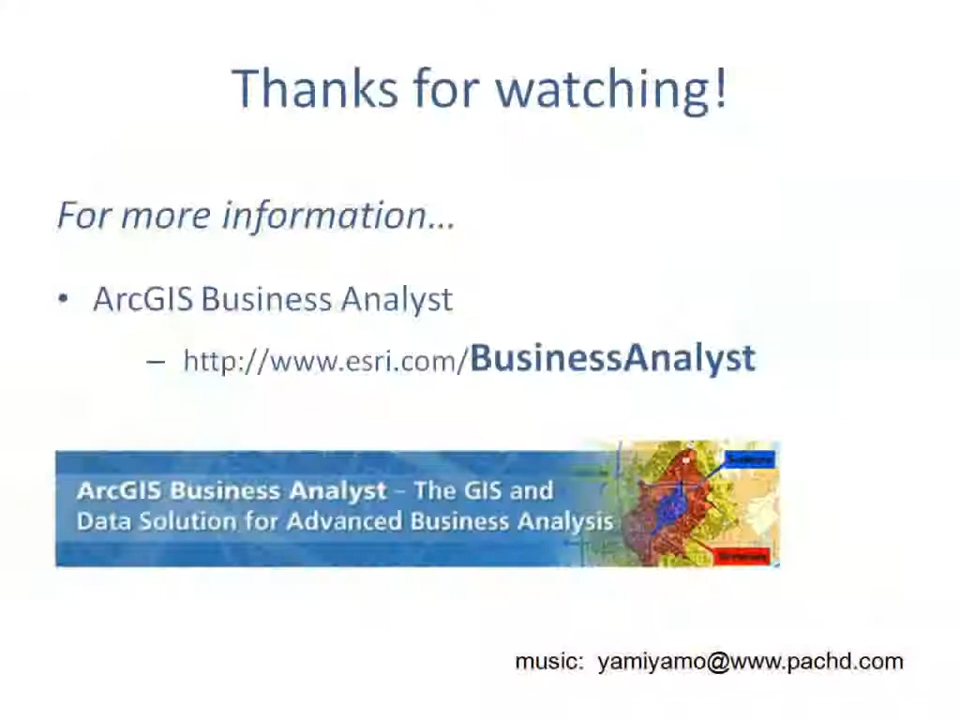 Thanks for watching!
For more information...
• ArcGIS Business Analyst
– http://www.esri.com/BusinessAnalyst
ArcGIS Business Analyst – The GIS and
Data Solution for Advanced Business Analysis
music: yamiyamo@www.pachd.com